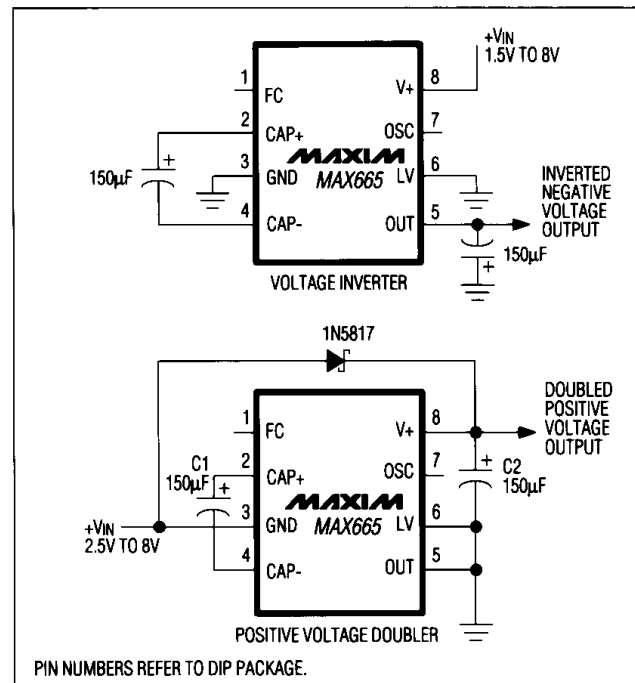 +VIN
1.5V TO 8V
1
FC
V+
8
2
CAP+
OSC
7
150µF
+
3
GND
MAXIM
MAX665
LV
6
4
CAP-
OUT
5
INVERTED
NEGATIVE
VOLTAGE
OUTPUT
150µF
+
VOLTAGE INVERTER
1N5817
1
FC
V+
8
DOUBLED
POSITIVE
VOLTAGE
OUTPUT
C1
150µF
+
2
CAP+
OSC
7
+
C2
150µF
+VIN
2.5V TO 8V
3
GND
MAXIM
MAX665
LV
6
4
CAP-
OUT
5
POSITIVE VOLTAGE DOUBLER
PIN NUMBERS REFER TO DIP PACKAGE.